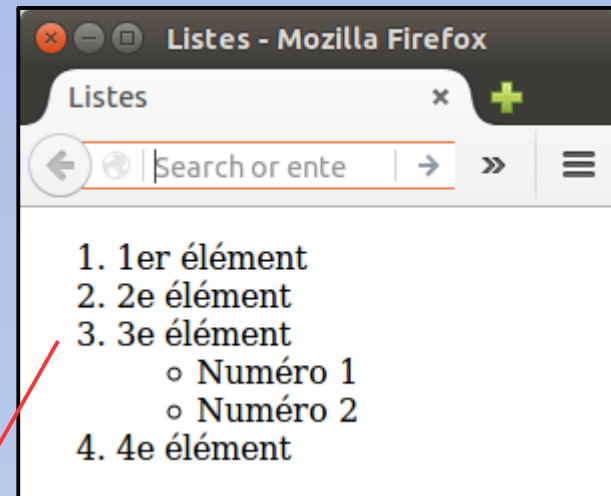 Listes - Mozilla Firefox
Listes
Search or ente
1. 1er élément
2. 2e élément
3. 3e élément
Numéro 1
Numéro 2
4. 4e élément